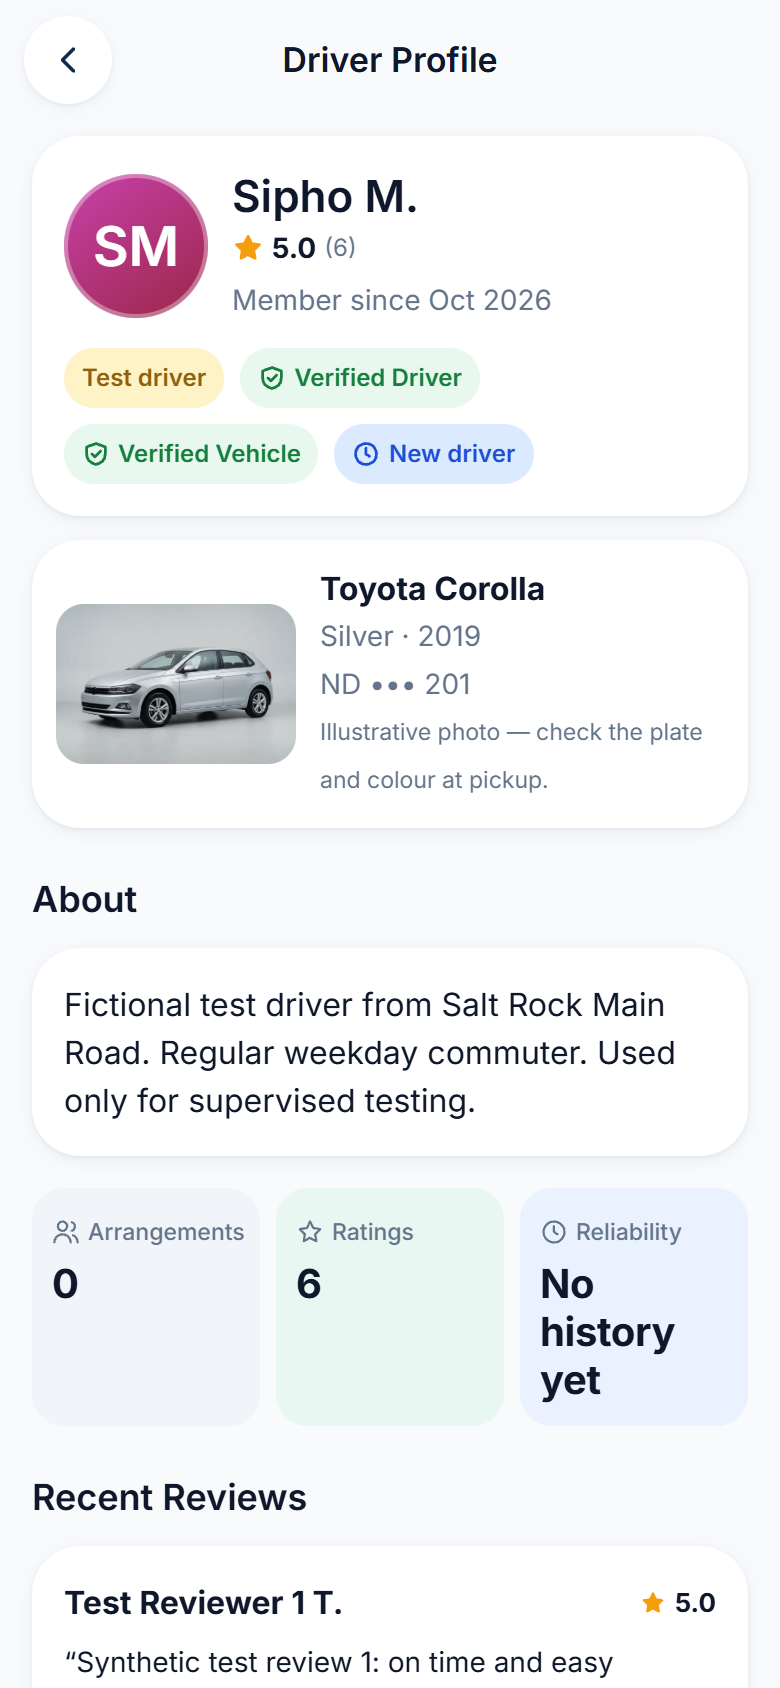 Driver Profile
SM
Sipho M.
5.0 (6)
Member since Oct 2026
Test driver
Verified Driver
Verified Vehicle
New driver
Toyota Corolla
Silver · 2019
ND ••• 201
Illustrative photo — check the plate
and colour at pickup.
About
Fictional test driver from Salt Rock Main
Road. Regular weekday commuter. Used
only for supervised testing.
Arrangements
0
Ratings
6
Reliability
No
history
yet
Recent Reviews
Test Reviewer 1 T.
5.0
“Synthetic test review 1: on time and easy